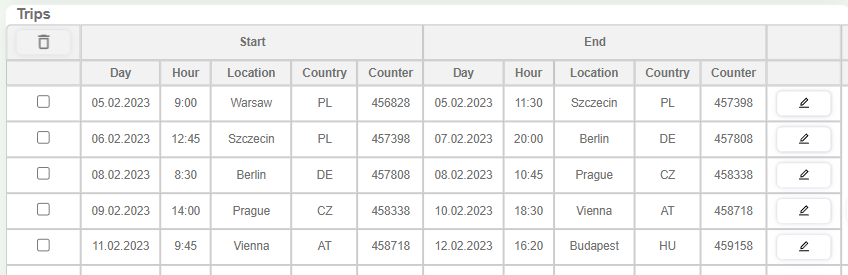 Trips
Start End
Day Hour Location Country Counter Day Hour Location Country Counter
05.02.2023 9:00 Warsaw PL 456828 05.02.2023 11:30 Szczecin PL 457398
06.02.2023 12:45 Szczecin PL 457398 07.02.2023 20:00 Berlin DE 457808
08.02.2023 8:30 Berlin DE 457808 08.02.2023 10:45 Prague CZ 458338
09.02.2023 14:00 Prague CZ 458338 10.02.2023 18:30 Vienna AT 458718
11.02.2023 9:45 Vienna AT 458718 12.02.2023 16:20 Budapest HU 459158